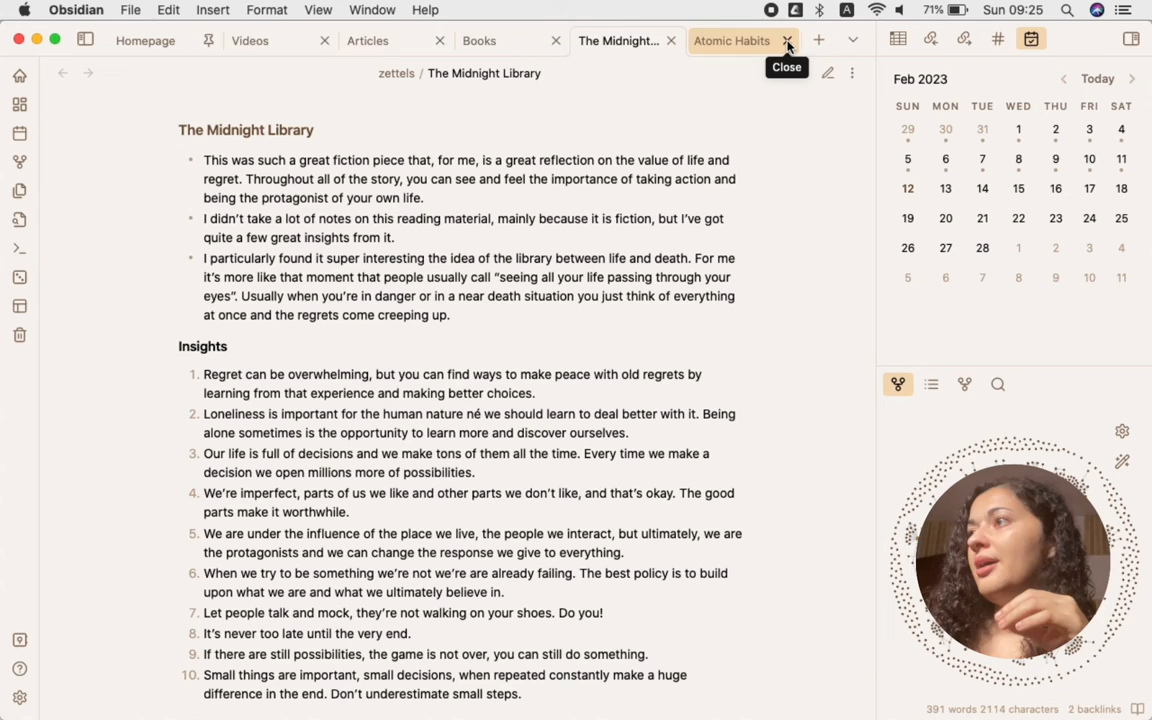 Obsidian File Edit Insert Format View Window Help
A 71% Sun 09:25
Homepage Videos Articles Books The Midnight... Atomic Habits
Close
zettels / The Midnight Library
The Midnight Library
This was such a great fiction piece that, for me, is a great reflection on the value of life and
regret. Throughout all of the story, you can see and feel the importance of taking action and
being the protagonist of your own life.
I didn't take a lot of notes on this reading material, mainly because it is fiction, but I've got
quite a few great insights from it.
I particularly found it super interesting the idea of the library between life and death. For me
it's more like that moment that people usually call “seeing all your life passing through your
eyes”. Usually when you're in danger or in a near death situation you just think of everything
at once and the regrets come creeping up.
Insights
1. Regret can be overwhelming, but you can find ways to make peace with old regrets by
learning from that experience and making better choices.
2. Loneliness is important for the human nature né we should learn to deal better with it. Being
alone sometimes is the opportunity to learn more and discover ourselves.
3. Our life is full of decisions and we make tons of them all the time. Every time we make a
decision we open millions more of possibilities.
4. We're imperfect, parts of us we like and other parts we don't like, and that's okay. The good
parts make it worthwhile.
5. We are under the influence of the place we live, the people we interact, but ultimately, we are
the protagonists and we can change the response we give to everything.
6. When we try to be something we're not we're are already failing. The best policy is to build
upon what we are and what we ultimately believe in.
7. Let people talk and mock, they're not walking on your shoes. Do you!
8. It's never too late until the very end.
9. If there are still possibilities, the game is not over, you can still do something.
10. Small things are important, small decisions, when repeated constantly make a huge
difference in the end. Don't underestimate small steps.
Feb 2023 Today
SUN MON TUE WED THU FRI SAT
29 30 31 1 2 3 4
5 6 7 8 9 10 11
12 13 14 15 16 17 18
19 20 21 22 23 24 25
26 27 28 1 2 3 4
5 6 7 8 9 10 11
391 words 2114 characters 2 backlinks